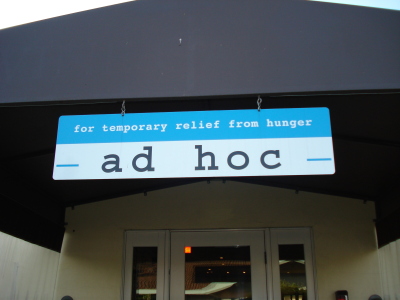 for temporary relief from hunger
ad hoc